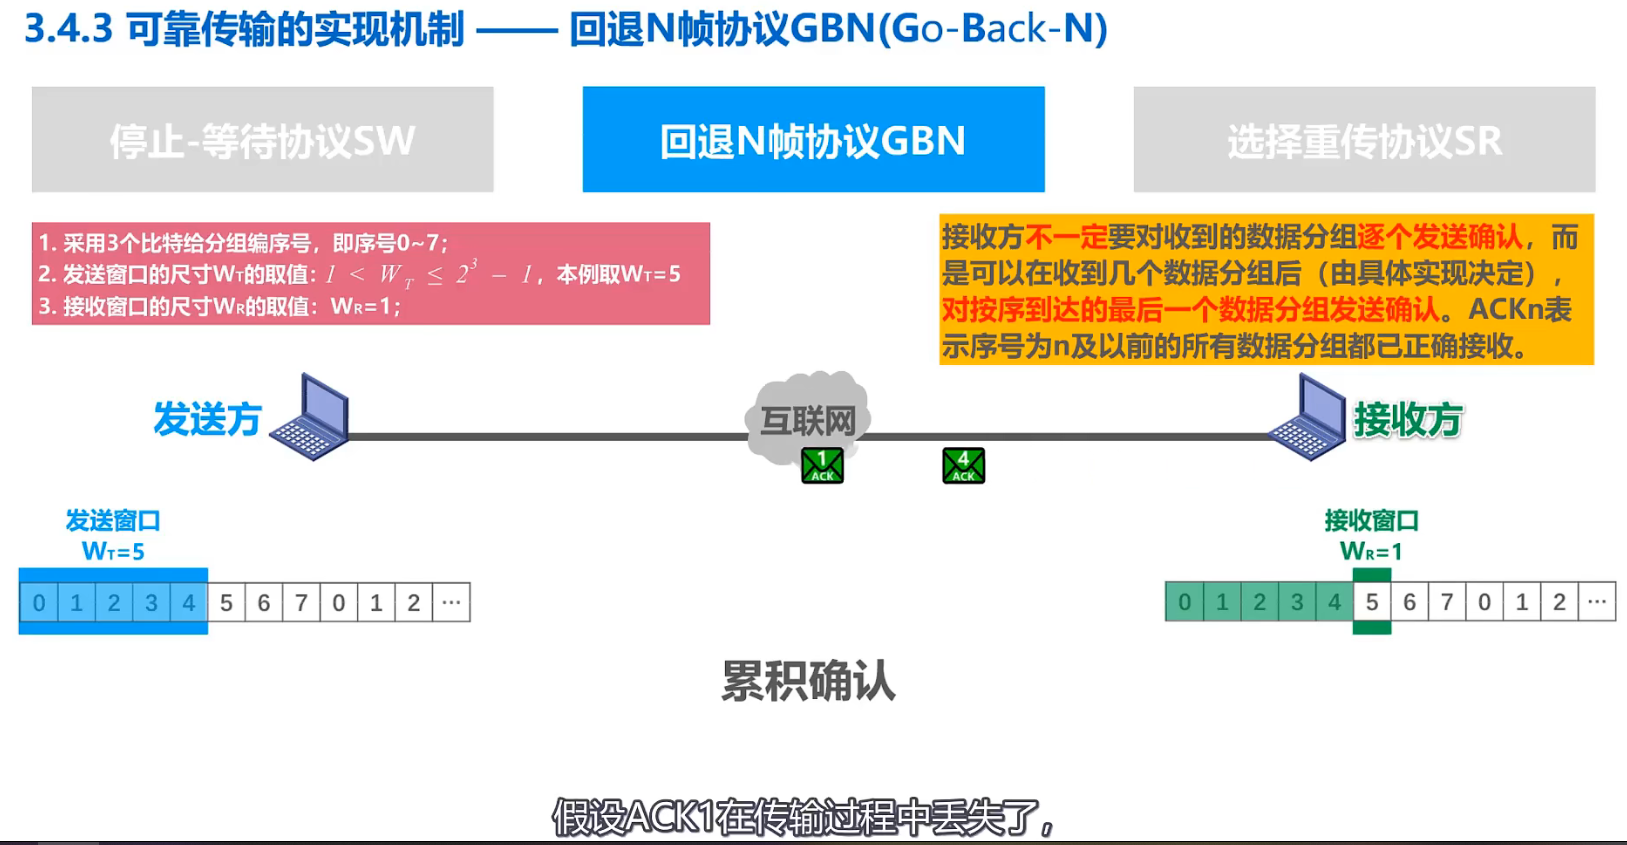 3.4.3 可靠传输的实现机制 —— 回退N帧协议GBN(Go-Back-N)
停止-等待协议SW
回退N帧协议GBN
选择重传协议SR
1. 采用3个比特给分组编序号，即序号0~7；
2. 发送窗口的尺寸WT的取值：1 < WT ≤ 2³ − 1，本例取WT=5
3. 接收窗口的尺寸WR的取值：WR=1；
接收方不一定要对收到的数据分组逐个发送确认，而
是可以在收到几个数据分组后（由具体实现决定），
对按序到达的最后一个数据分组发送确认。ACKn表
示序号为n及以前的所有数据分组都已正确接收。
发送方
互联网
接收方
1
ACK
4
ACK
发送窗口
WT=5
0 1 2 3 4 5 6 7 0 1 2 ···
接收窗口
WR=1
0 1 2 3 4 5 6 7 0 1 2 ···
累积确认
假设ACK1在传输过程中丢失了，